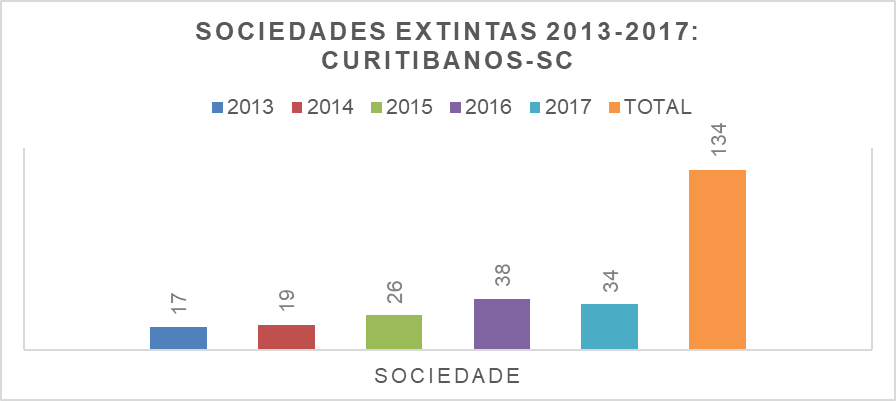 SOCIEDADES EXTINTAS 2013-2017:
CURITIBANOS-SC
2013 2014 2015 2016 2017 TOTAL
17 19 26 38 34 134
SOCIEDADE